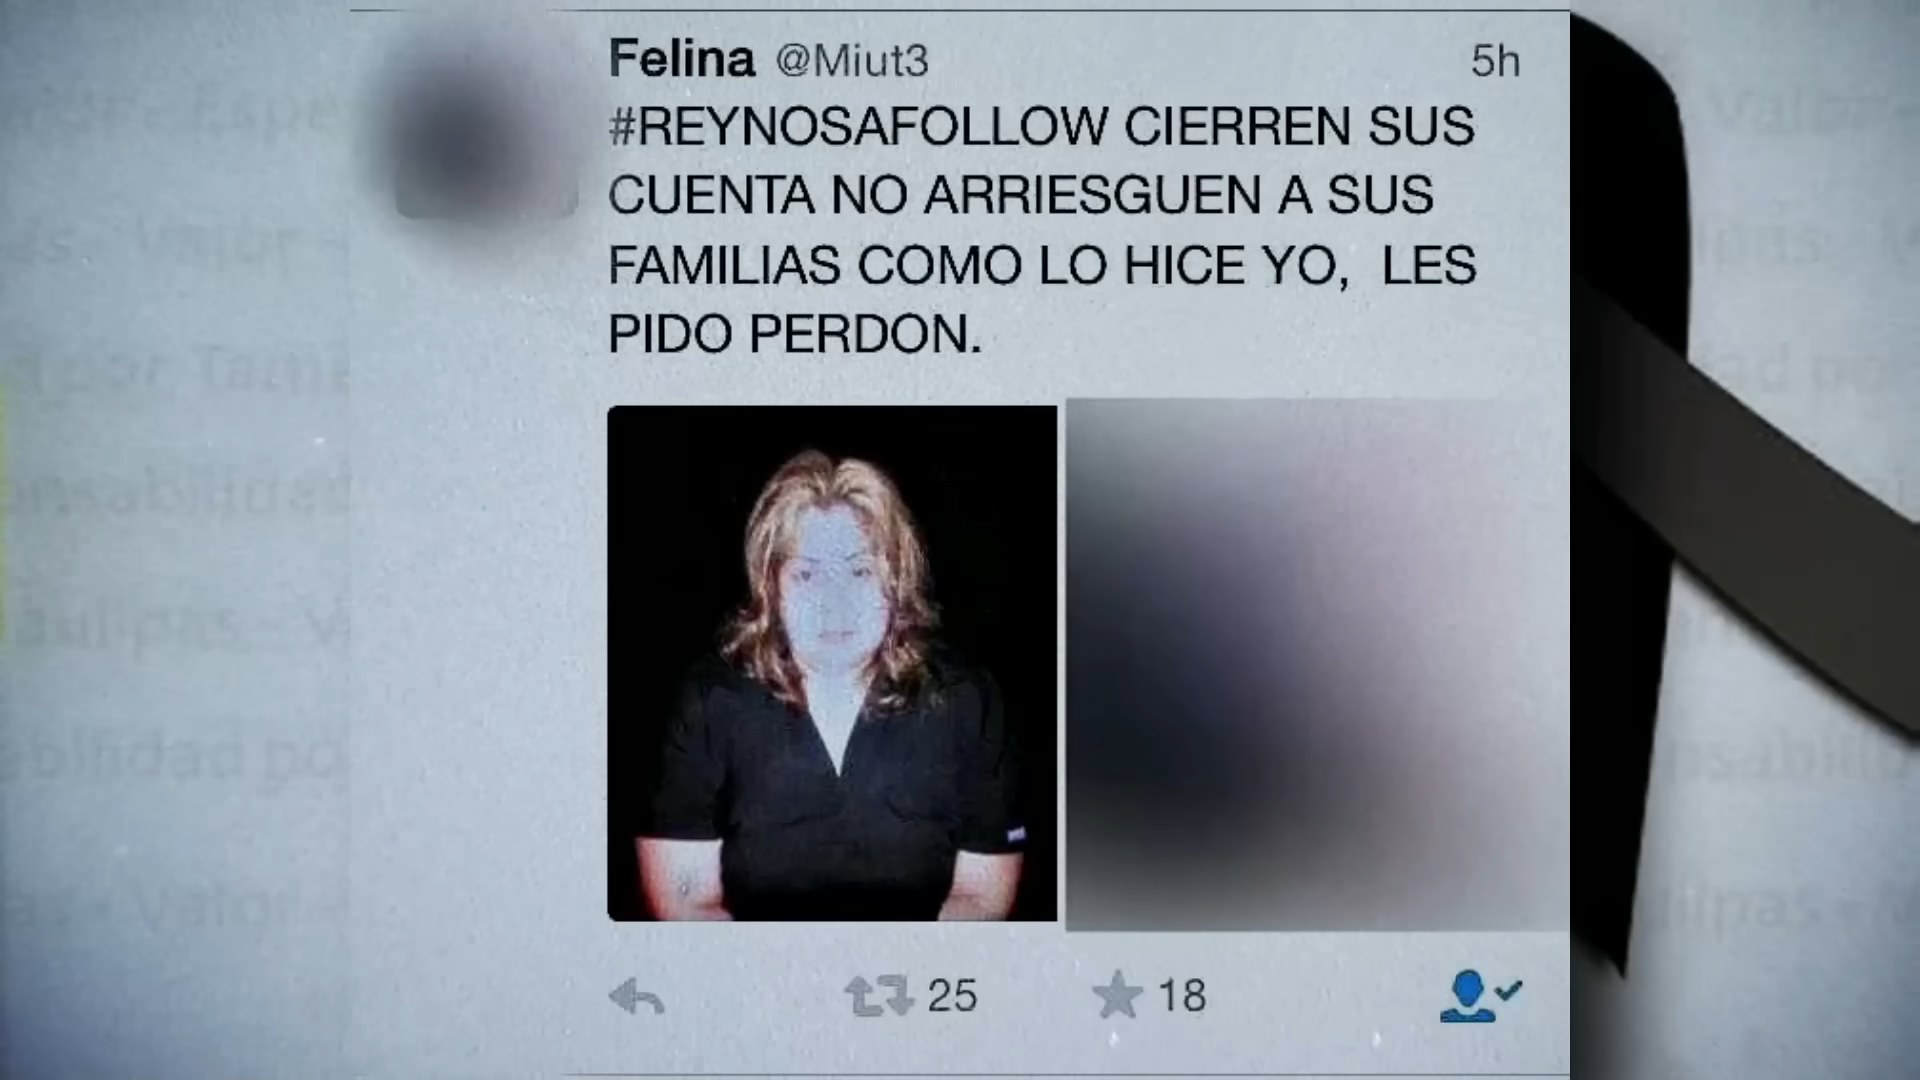 Felina @Miut3 5h
#REYNOSAFOLLOW CIERREN SUS
CUENTA NO ARRIESGUEN A SUS
FAMILIAS COMO LO HICE YO, LES
PIDO PERDON.
25 18